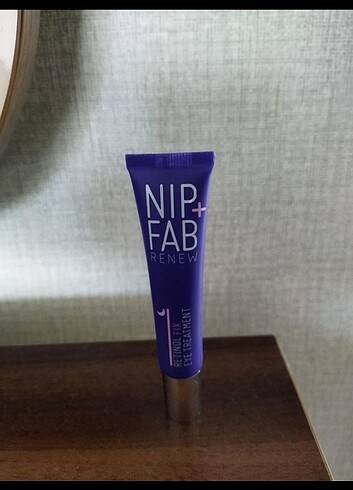 NIP+
FAB
RENEW
RETINOL FIX
EYE TREATMENT